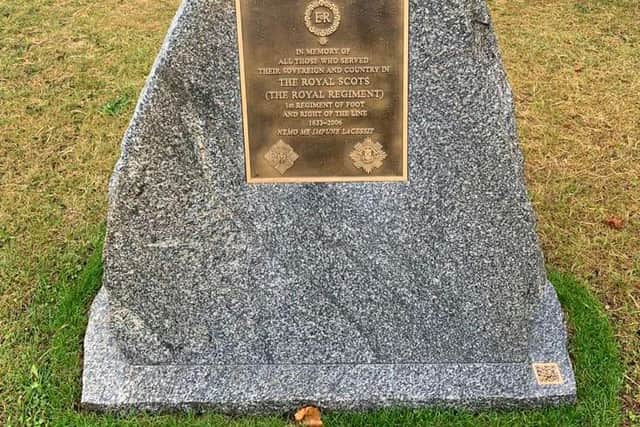 E R
IN MEMORY OF
ALL THOSE WHO SERVED
THEIR SOVEREIGN AND COUNTRY IN
THE ROYAL SCOTS
(THE ROYAL REGIMENT)
1st REGIMENT OF FOOT
AND RIGHT OF THE LINE
1633–2006
NEMO ME IMPUNE LACESSIT